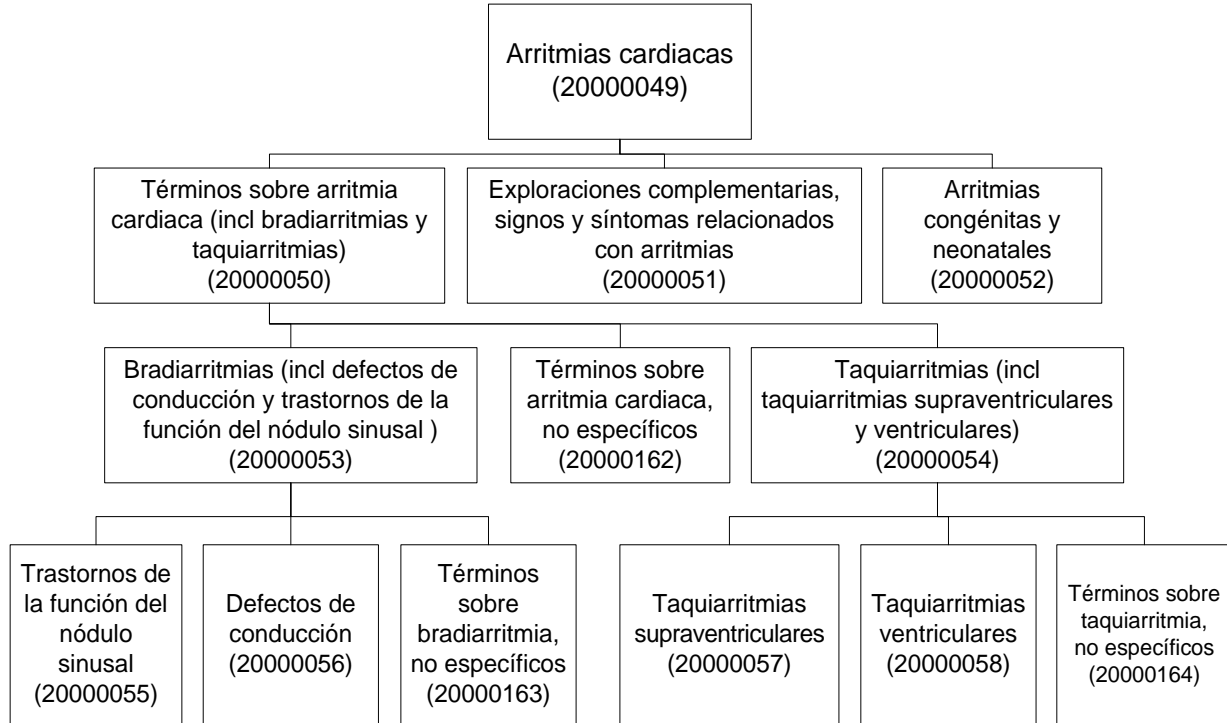 Arritmias cardiacas
(20000049)
Términos sobre arritmia
cardiaca (incl bradiarritmias y
taquiarritmias)
(20000050)
Exploraciones complementarias,
signos y síntomas relacionados
con arritmias
(20000051)
Arritmias
congénitas y
neonatales
(20000052)
Bradiarritmias (incl defectos de
conducción y trastornos de la
función del nódulo sinusal )
(20000053)
Términos sobre
arritmia cardiaca,
no específicos
(20000162)
Taquiarritmias (incl
taquiarritmias supraventriculares
y ventriculares)
(20000054)
Trastornos de
la función del
nódulo
sinusal
(20000055)
Defectos de
conducción
(20000056)
Términos
sobre
bradiarritmia,
no específicos
(20000163)
Taquiarritmias
supraventriculares
(20000057)
Taquiarritmias
ventriculares
(20000058)
Términos sobre
taquiarritmia,
no específicos
(20000164)